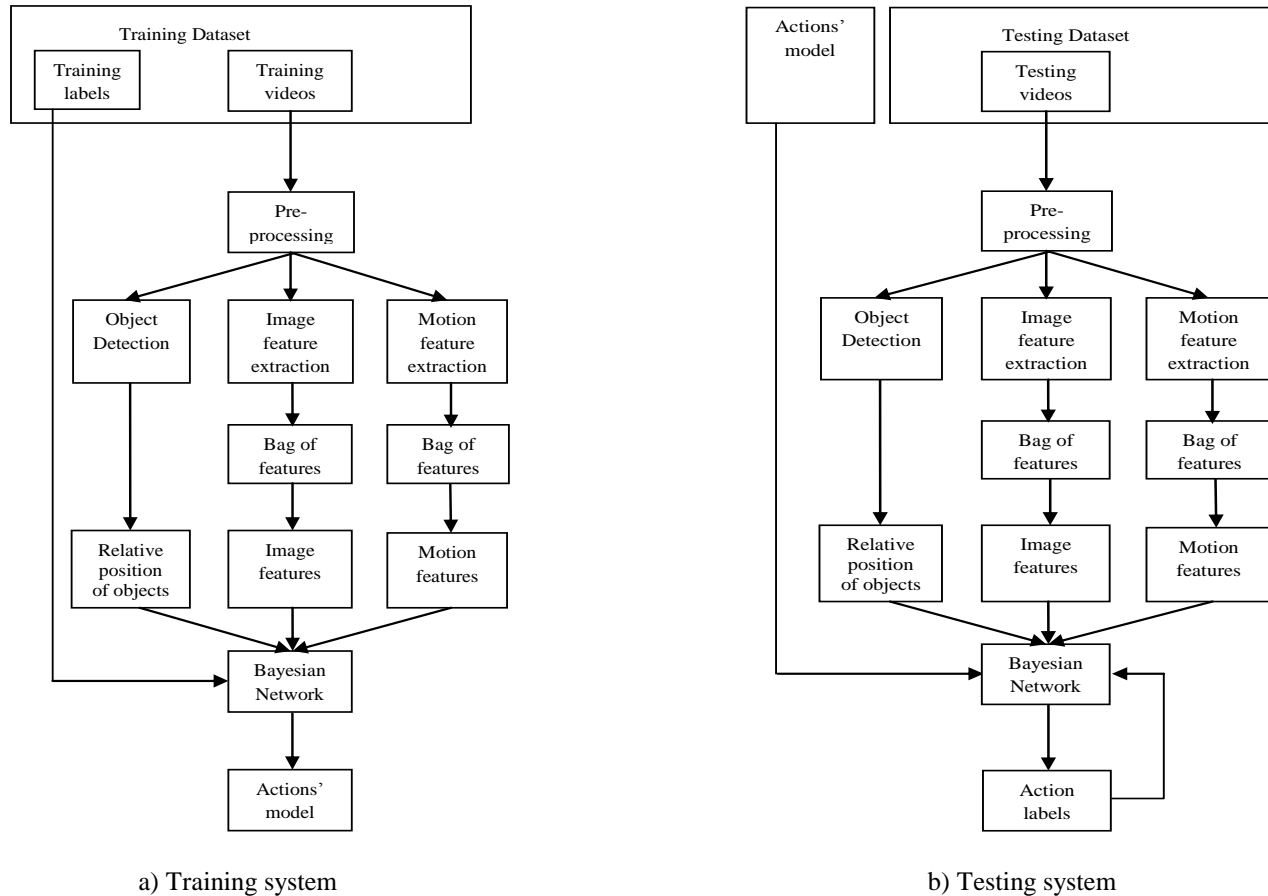 Training Dataset
Training
labels
Training
videos
Pre-
processing
Object
Detection
Image
feature
extraction
Motion
feature
extraction
Bag of
features
Bag of
features
Relative
position
of objects
Image
features
Motion
features
Bayesian
Network
Actions’
model
a) Training system
Actions’
model
Testing Dataset
Testing
videos
Pre-
processing
Object
Detection
Image
feature
extraction
Motion
feature
extraction
Bag of
features
Bag of
features
Relative
position
of objects
Image
features
Motion
features
Bayesian
Network
Action
labels
b) Testing system